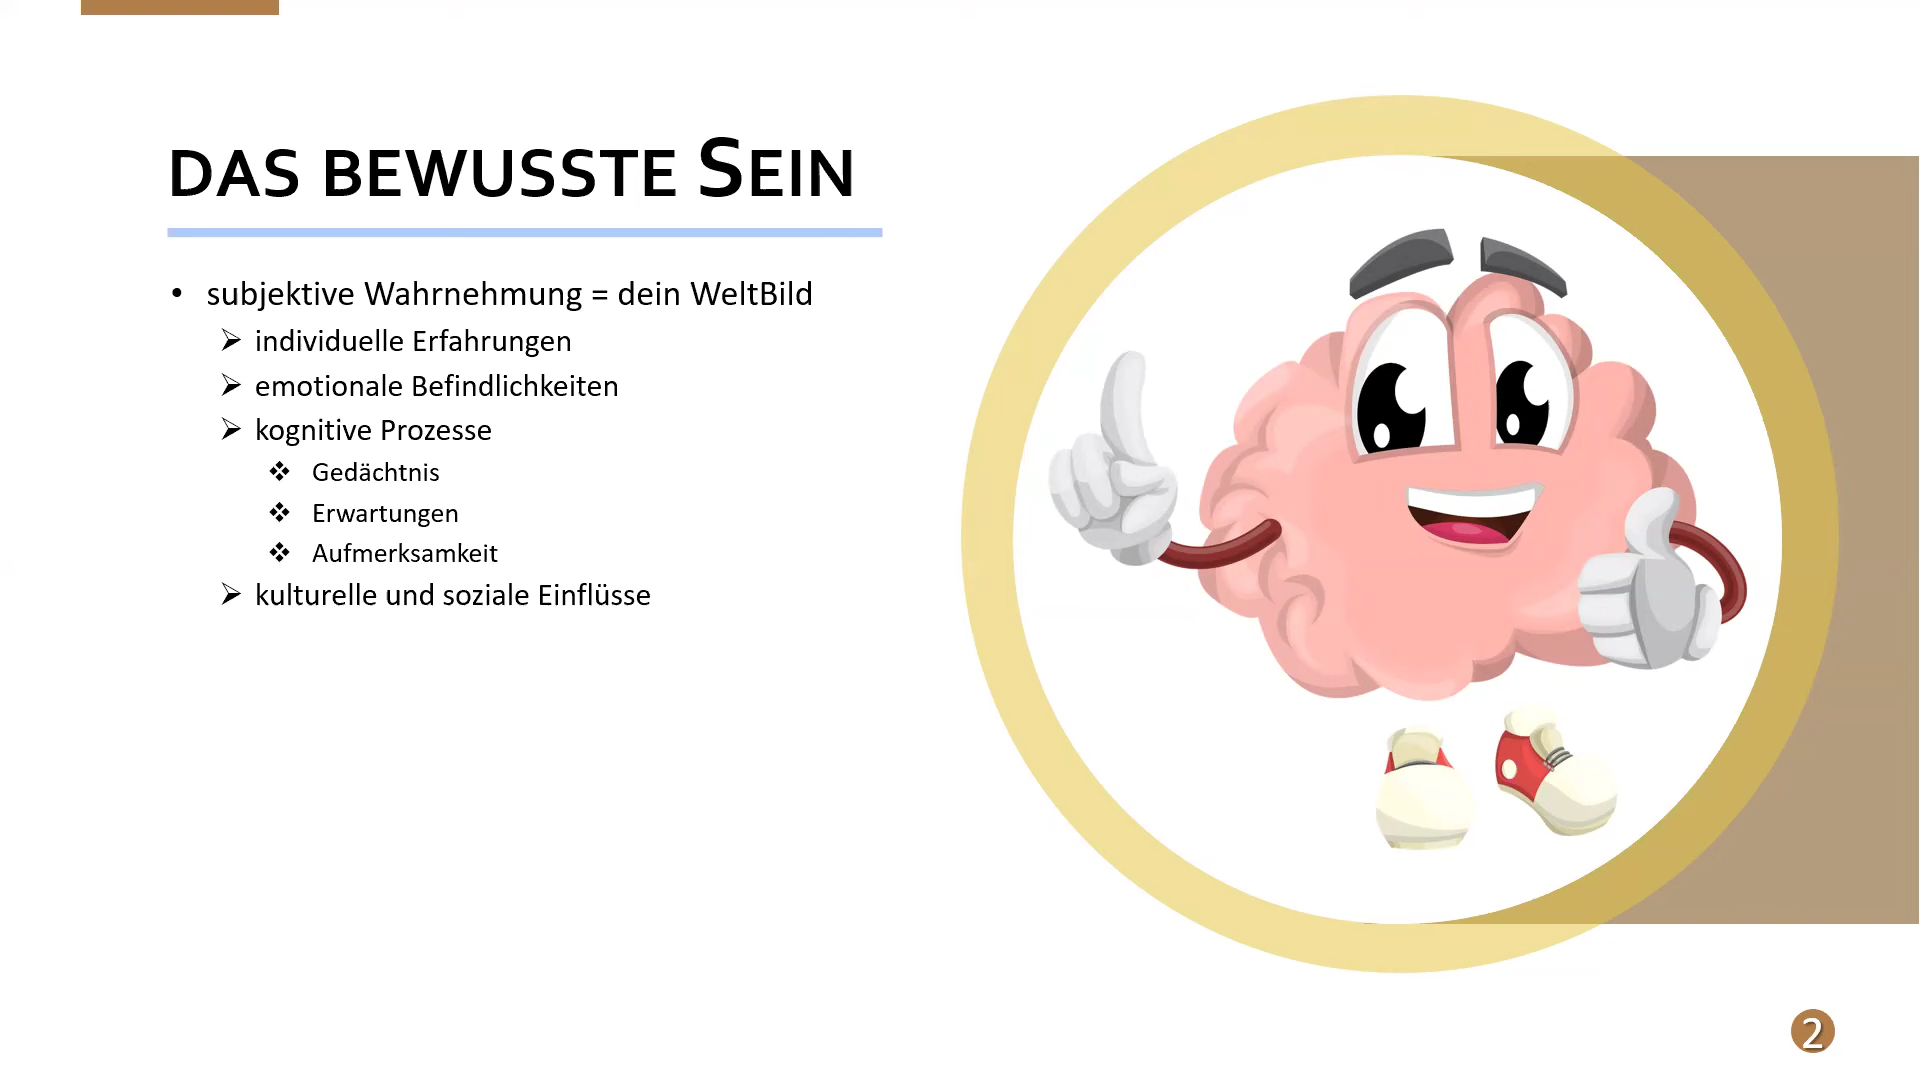 DAS BEWUSSTE SEIN
• subjektive Wahrnehmung = dein WeltBild
➢ individuelle Erfahrungen
➢ emotionale Befindlichkeiten
➢ kognitive Prozesse
❖ Gedächtnis
❖ Erwartungen
❖ Aufmerksamkeit
➢ kulturelle und soziale Einflüsse
2